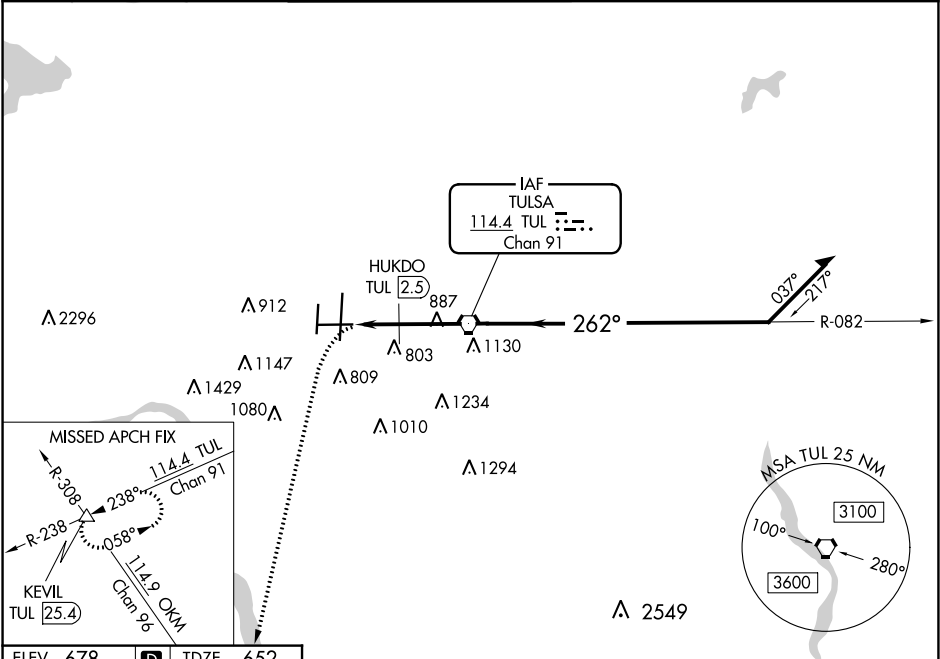 IAF
TULSA
114.4 TUL
Chan 91
HUKDO
TUL 2.5
887
037°
217°
2296
912
262°
R-082
803
1130
1147
809
1429
1234
1080
1010
1294
MISSED APCH FIX
R-308
114.4 TUL
Chan 91
238°
R-238
058°
114.9 OKM
Chan 96
KEVIL
TUL 25.4
MSA TUL 25 NM
3100
100°
280°
3600
2549
ELEV 678 D TDZE 652